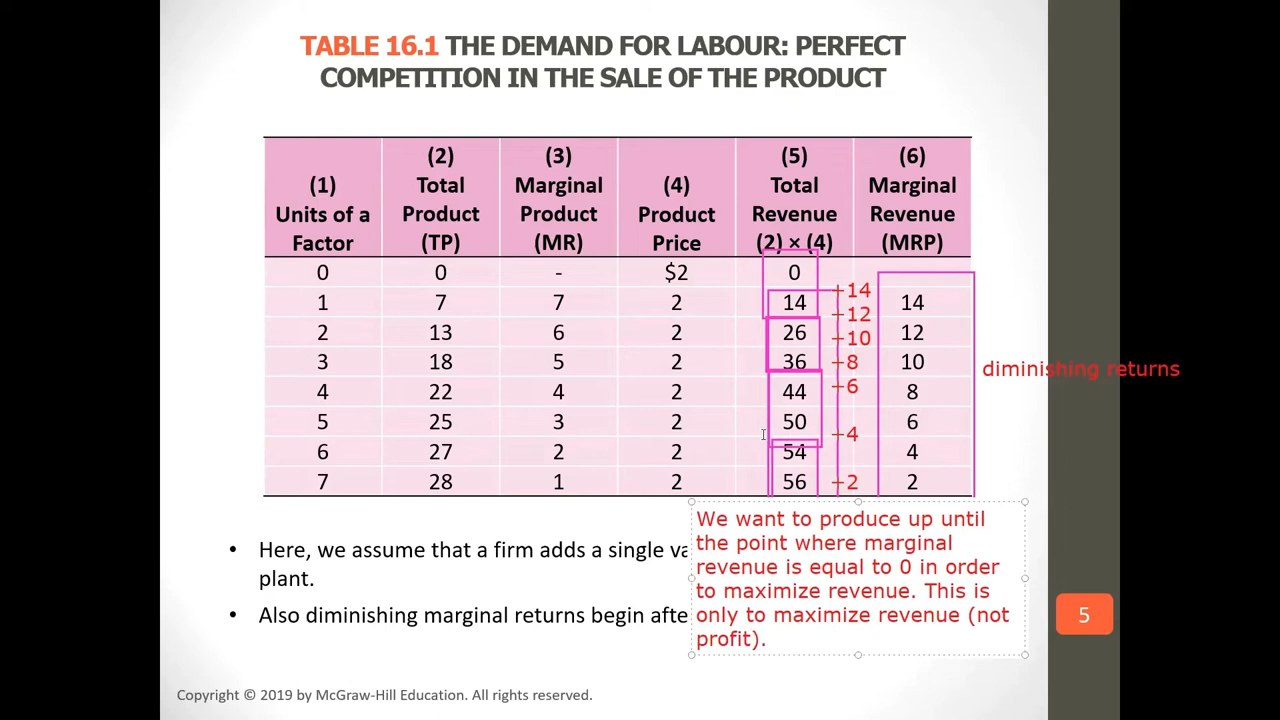 TABLE 16.1 THE DEMAND FOR LABOUR: PERFECT
COMPETITION IN THE SALE OF THE PRODUCT
(1) Units of a Factor (2) Total Product (TP) (3) Marginal Product (MR) (4) Product Price (5) Total Revenue (2) × (4) (6) Marginal Revenue (MRP)
0 0 - $2 0
1 7 7 2 14 14
2 13 6 2 26 12
3 18 5 2 36 10
4 22 4 2 44 8
5 25 3 2 50 6
6 27 2 2 54 4
7 28 1 2 56 2
+14
+12
+10
+8
+6
+4
+2
diminishing returns
We want to produce up until
the point where marginal
revenue is equal to 0 in order
to maximize revenue. This is
only to maximize revenue (not
profit).
• Here, we assume that a firm adds a single
plant.
• Also diminishing marginal returns begin
5
Copyright © 2019 by McGraw-Hill Education. All rights reserved.